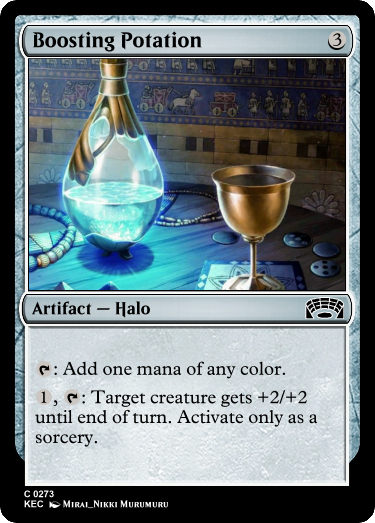 Boosting Potation 3
Artifact — Halo
: Add one mana of any color.
1, : Target creature gets +2/+2
until end of turn. Activate only as a
sorcery.
C 0273
KEC Mirai_Nikki Murumuru